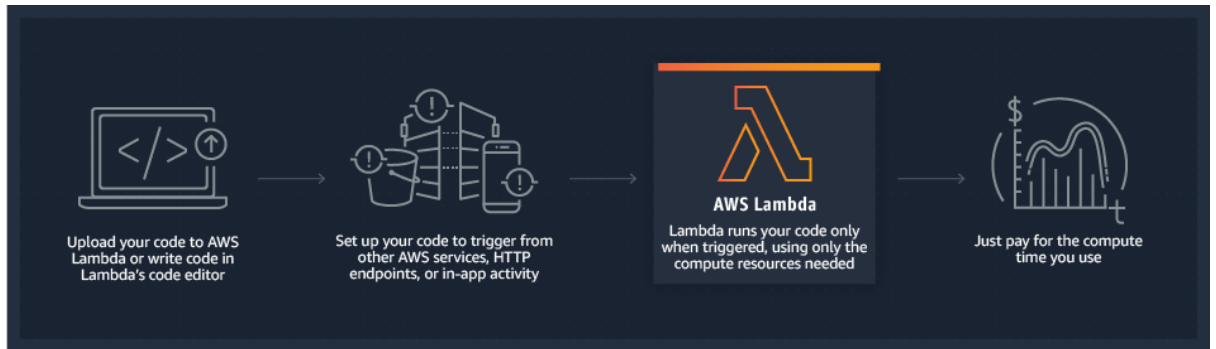 Upload your code to AWS
Lambda or write code in
Lambda's code editor
Set up your code to trigger from
other AWS services, HTTP
endpoints, or in-app activity
AWS Lambda
Lambda runs your code only
when triggered, using only the
compute resources needed
$
t
Just pay for the compute
time you use